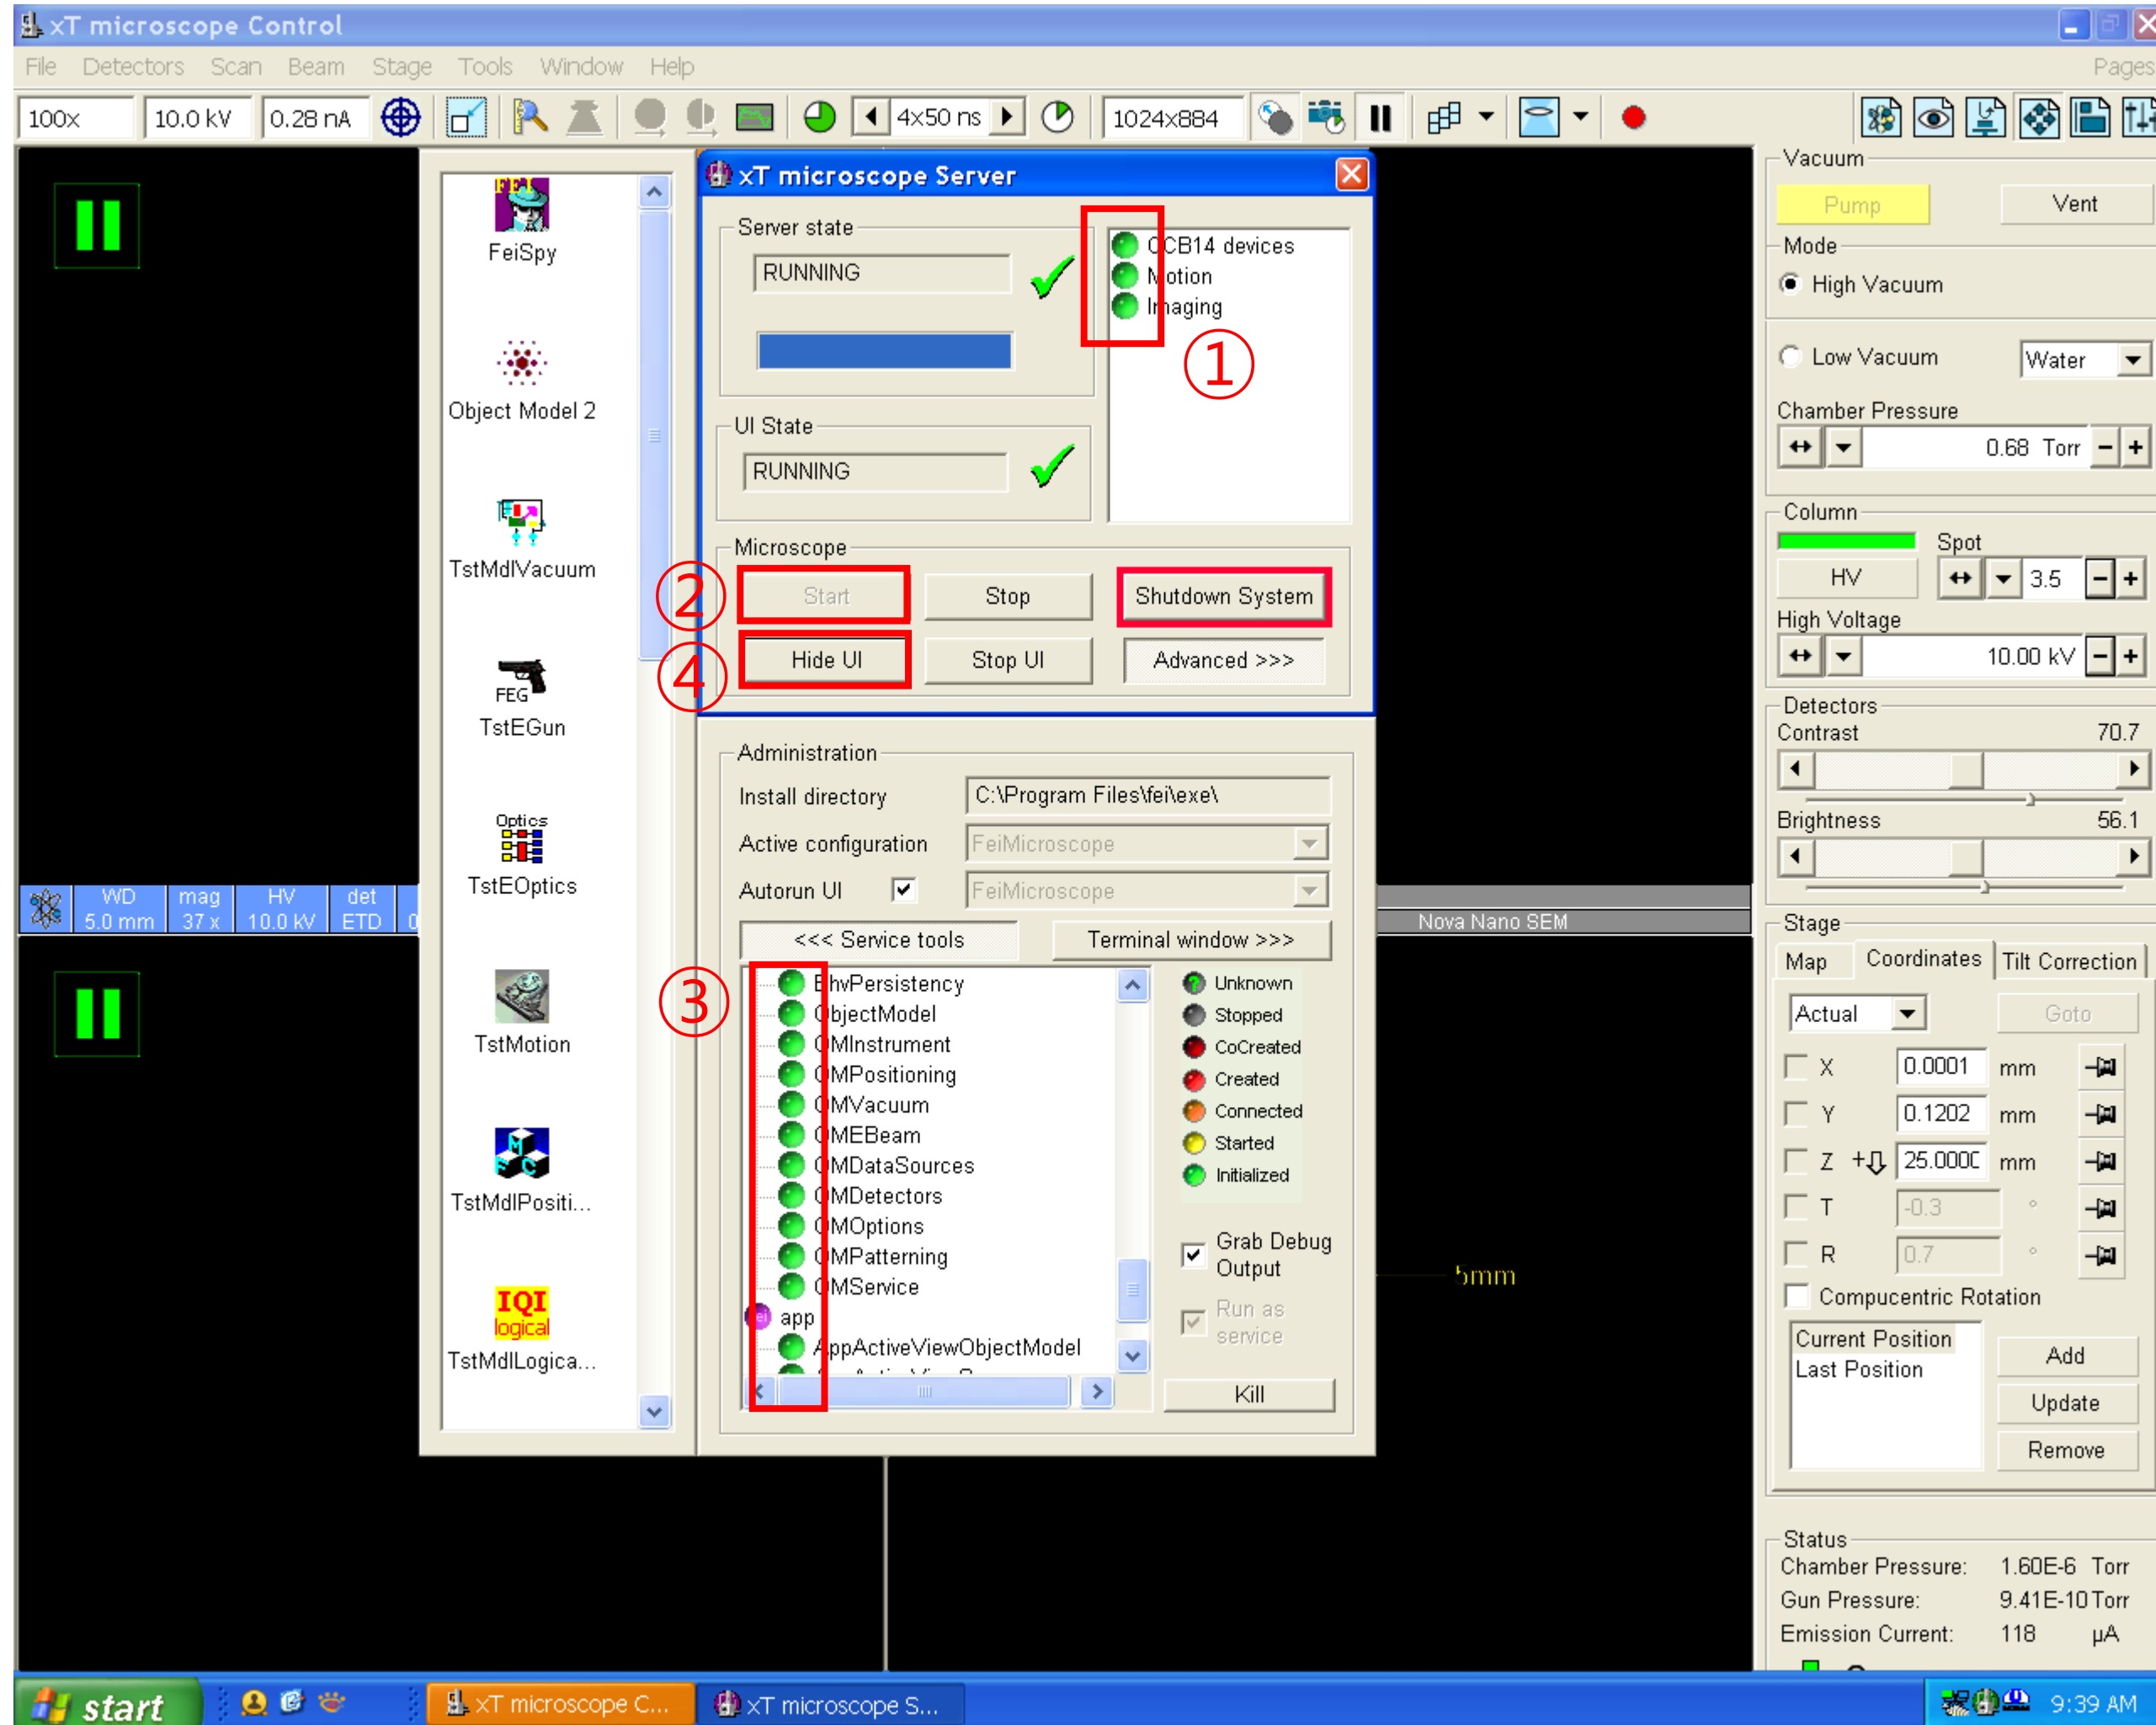 xT microscope Control
File Detectors Scan Beam Stage Tools Window Help
Pages
100x 10.0 kV 0.28 nA 4x50 ns 1024x884
FeiSpy
Object Model 2
TstMdlVacuum
FEG
TstEGun
Optics
TstEOptics
TstMotion
TstMdlPositi...
IQI
logical
TstMdlLogica...
xT microscope Server
Server state
RUNNING
CCB14 devices
Motion
Imaging
①
UI State
RUNNING
Microscope
②
Start Stop Shutdown System
④
Hide UI Stop UI Advanced >>>
Administration
Install directory C:\Program Files\fei\exe\
Active configuration FeiMicroscope
Autorun UI FeiMicroscope
<<< Service tools Terminal window >>>
③
EhvPersistency
ObjectModel
OMInstrument
OMPositioning
OMVacuum
OMEBeam
OMDataSources
OMDetectors
OMOptions
OMPatterning
OMService
app
AppActiveViewObjectModel
Unknown
Stopped
CoCreated
Created
Connected
Started
Initialized
Grab Debug
Output
Run as
service
Kill
WD mag HV det
5.0 mm 37 x 10.0 kV ETD
Nova Nano SEM
5mm
Vacuum
Pump Vent
Mode
High Vacuum
Low Vacuum Water
Chamber Pressure
0.68 Torr
Column
Spot
HV 3.5
High Voltage
10.00 kV
Detectors
Contrast 70.7
Brightness 56.1
Stage
Map Coordinates Tilt Correction
Actual Goto
X 0.0001 mm
Y 0.1202 mm
Z 25.000 mm
T -0.3 °
R 0.7 °
Compucentric Rotation
Current Position
Last Position
Add
Update
Remove
Status
Chamber Pressure: 1.60E-6 Torr
Gun Pressure: 9.41E-10 Torr
Emission Current: 118 µA
start xT microscope C... xT microscope S... 9:39 AM